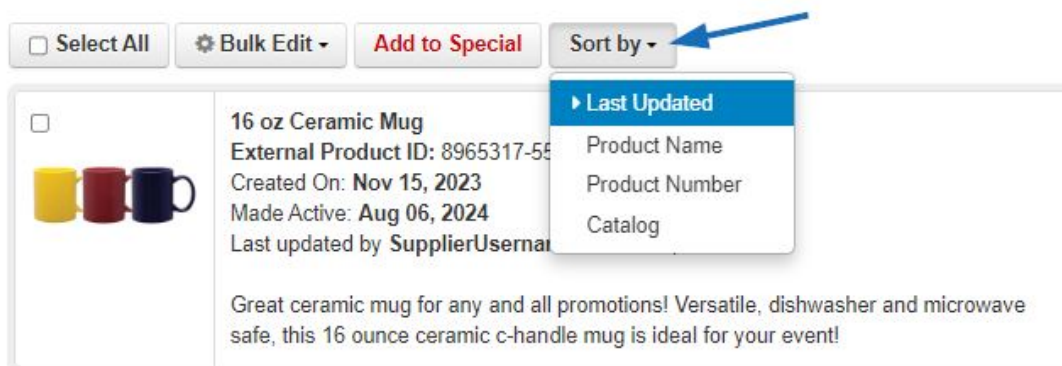 Select All Bulk Edit Add to Special Sort by
Last Updated
Product Name
Product Number
Catalog
16 oz Ceramic Mug
External Product ID: 8965317-55
Created On: Nov 15, 2023
Made Active: Aug 06, 2024
Last updated by
Great ceramic mug for any and all promotions! Versatile, dishwasher and microwave
safe, this 16 ounce ceramic c-handle mug is ideal for your event!